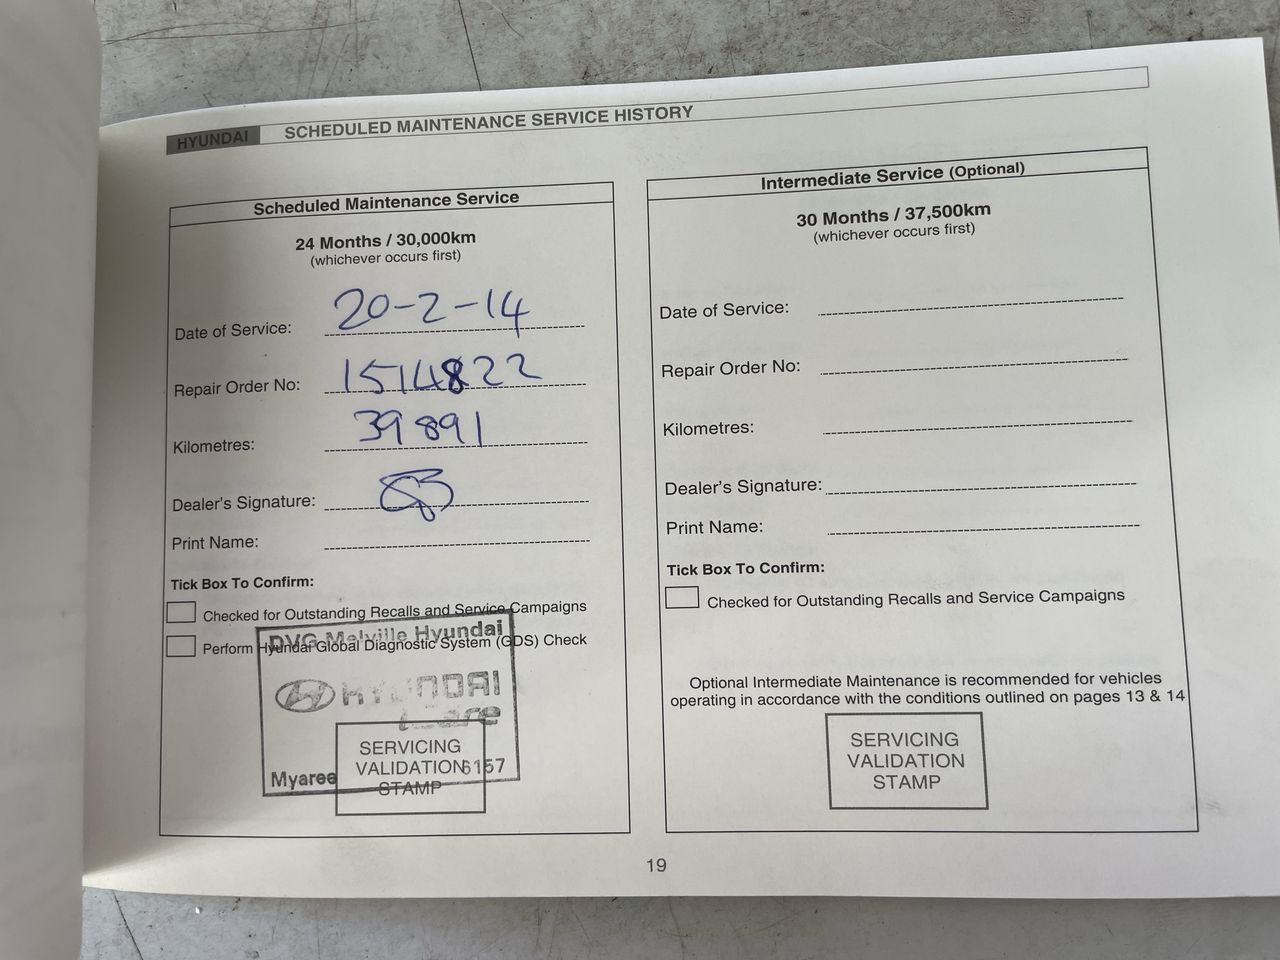 HYUNDAI SCHEDULED MAINTENANCE SERVICE HISTORY
Scheduled Maintenance Service
24 Months / 30,000km
(whichever occurs first)
Date of Service: 20-2-14
Repair Order No: 1514822
Kilometres: 39891
Dealer's Signature:
Print Name:
Tick Box To Confirm:
Checked for Outstanding Recalls and Service Campaigns
Perform Hyundai Global Diagnostic System (GDS) Check
DVG Melville Hyundai
HYUNDAI
iCare
Myaree 6157
SERVICING
VALIDATION
STAMP
Intermediate Service (Optional)
30 Months / 37,500km
(whichever occurs first)
Date of Service:
Repair Order No:
Kilometres:
Dealer's Signature:
Print Name:
Tick Box To Confirm:
Checked for Outstanding Recalls and Service Campaigns
Optional Intermediate Maintenance is recommended for vehicles
operating in accordance with the conditions outlined on pages 13 & 14
SERVICING
VALIDATION
STAMP
19